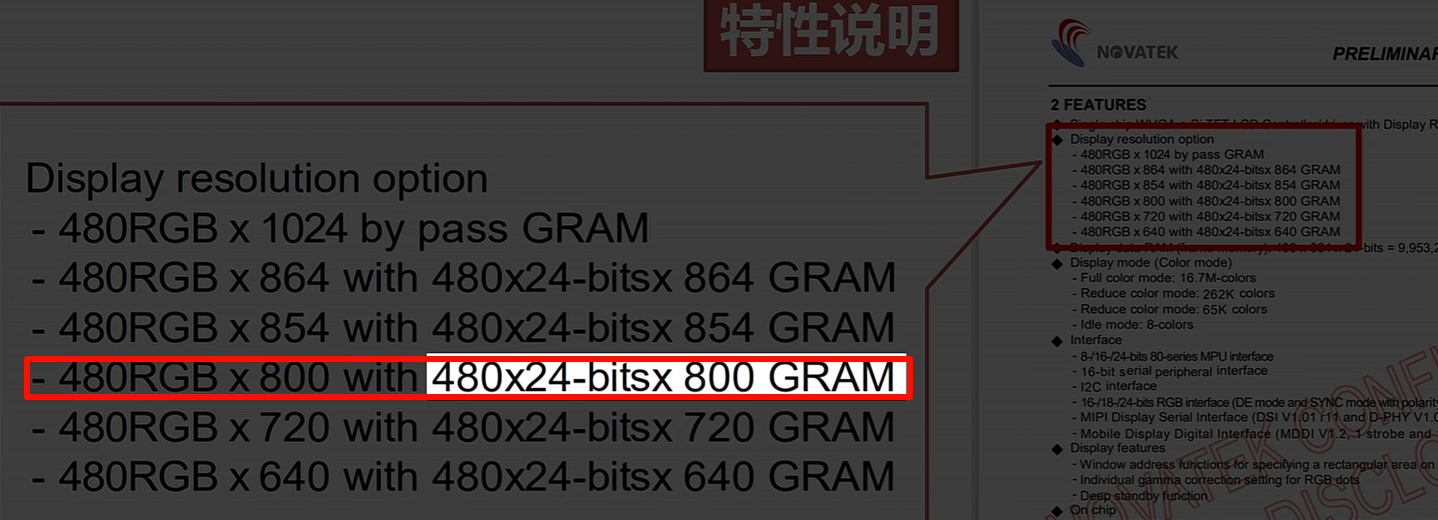 特性说明
Display resolution option
- 480RGB x 1024 by pass GRAM
- 480RGB x 864 with 480x24-bitsx 864 GRAM
- 480RGB x 854 with 480x24-bitsx 854 GRAM
- 480RGB x 800 with 480x24-bitsx 800 GRAM
- 480RGB x 720 with 480x24-bitsx 720 GRAM
- 480RGB x 640 with 480x24-bitsx 640 GRAM
NOVATEK
PRELIMINAR
2 FEATURES
Single chip WVGA a-Si TFT LCD Controller/driver with Display R
◆ Display resolution option
- 480RGB x 1024 by pass GRAM
- 480RGB x 864 with 480x24-bitsx 864 GRAM
- 480RGB x 854 with 480x24-bitsx 854 GRAM
- 480RGB x 800 with 480x24-bitsx 800 GRAM
- 480RGB x 720 with 480x24-bitsx 720 GRAM
- 480RGB x 640 with 480x24-bitsx 640 GRAM
Display data RAM (frame memory): 480 x 864 x 24-bits = 9,953,2
◆ Display mode (Color mode)
- Full color mode: 16.7M-colors
- Reduce color mode: 262K colors
- Reduce color mode: 65K colors
- Idle mode: 8-colors
◆ Interface
- 8-/16-/24-bits 80-series MPU interface
- 16-bit serial peripheral interface
- I2C interface
- 16-/18-/24-bits RGB interface (DE mode and SYNC mode with polarity
- MIPI Display Serial Interface (DSI V1.01 r11 and D-PHY V1.0
- Mobile Display Digital Interface (MDDI V1.2, 1 strobe and
◆ Display features
- Window address functions for specifying a rectangular area on
- Individual gamma correction setting for RGB dots
- Deep standby function
◆ On chip
NOVATEK CONFI
DISCLO